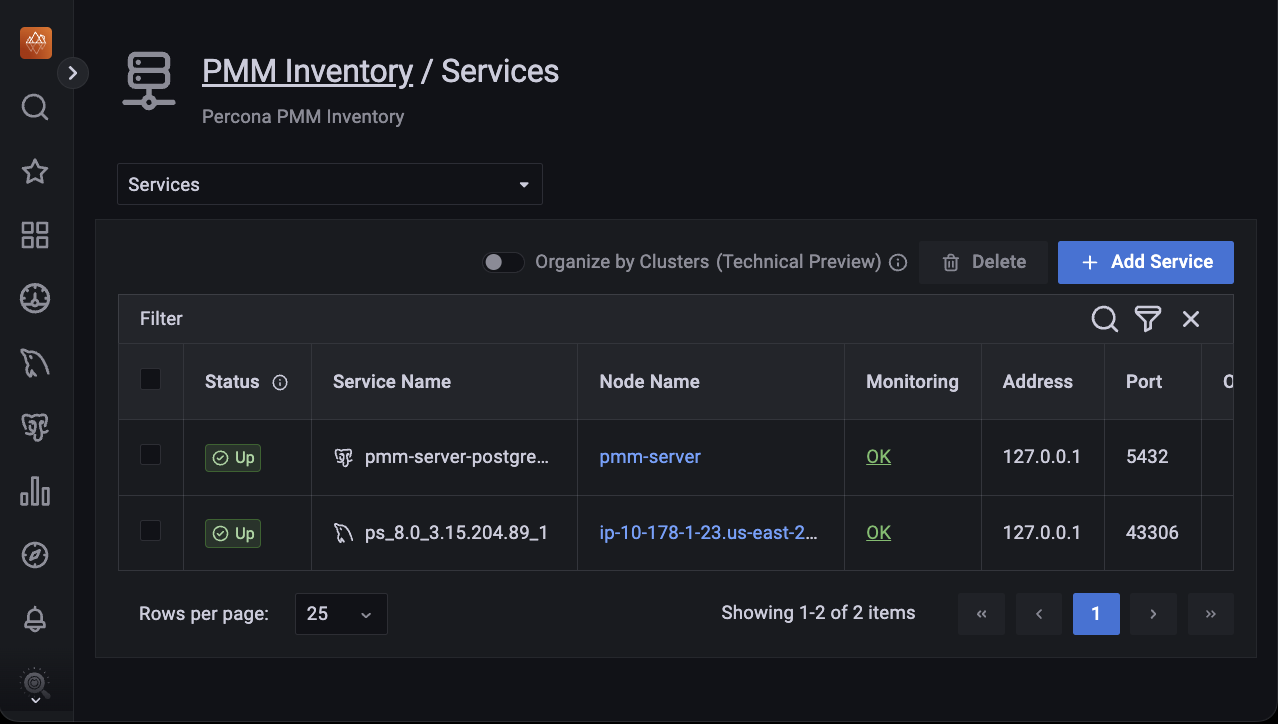 PMM Inventory / Services
Percona PMM Inventory
Services
Organize by Clusters (Technical Preview) Delete + Add Service
Filter
Status Service Name Node Name Monitoring Address Port
Up pmm-server-postgre... pmm-server OK 127.0.0.1 5432
Up ps_8.0_3.15.204.89_1 ip-10-178-1-23.us-east-2... OK 127.0.0.1 43306
Rows per page: 25 Showing 1-2 of 2 items « ‹ 1 › »